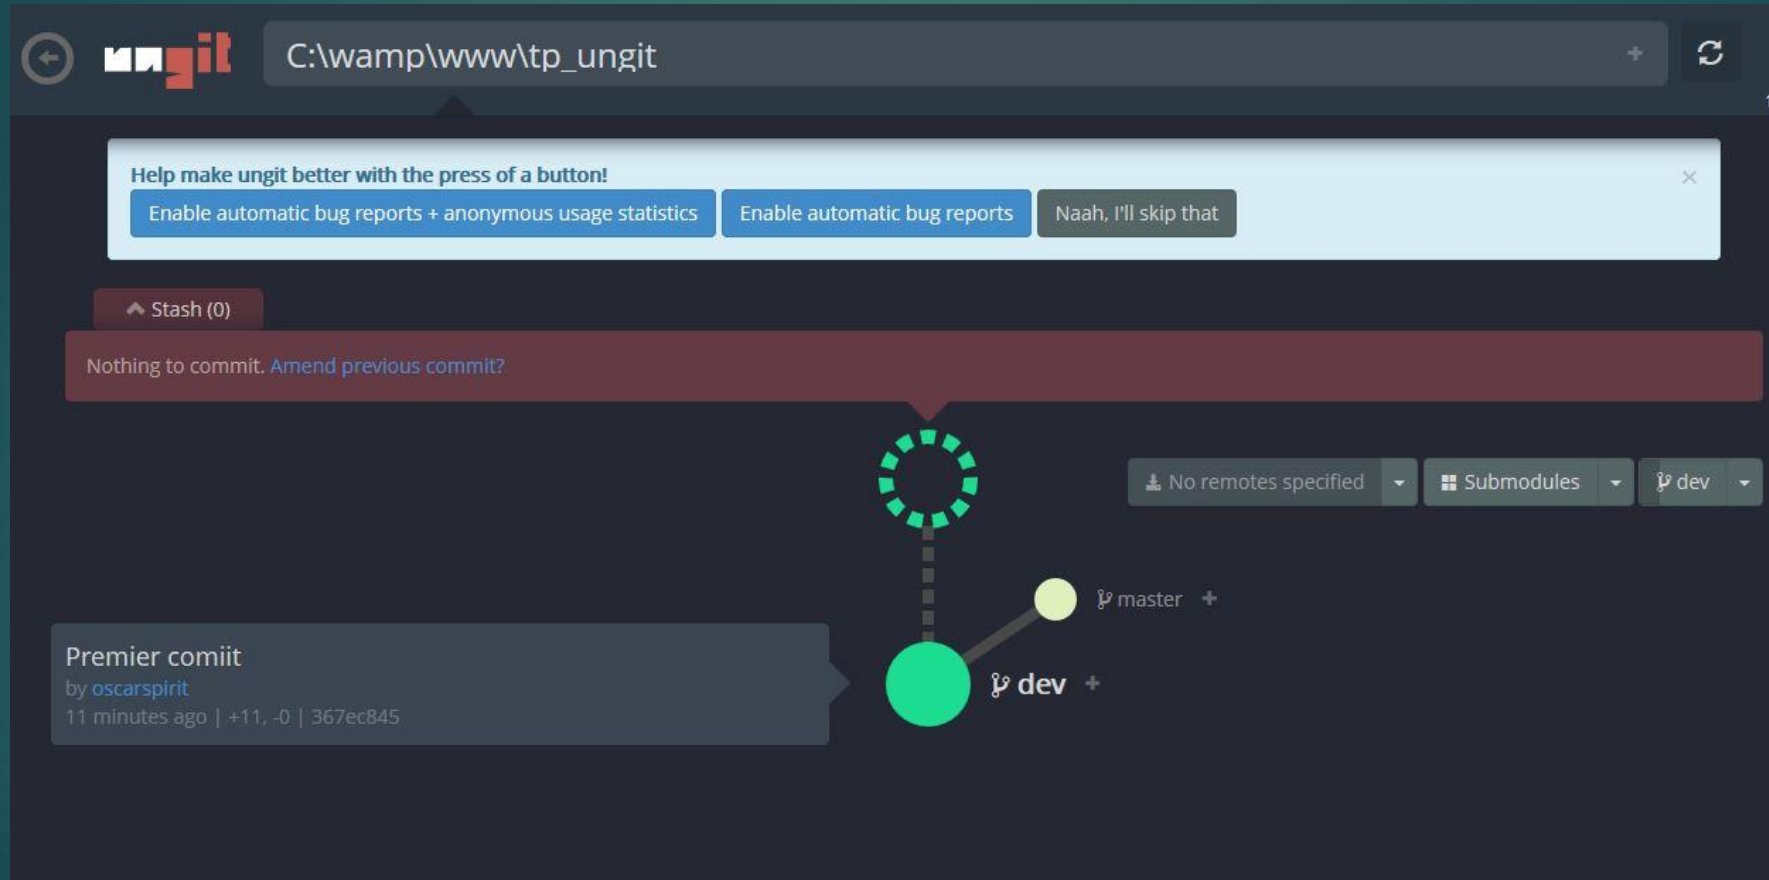 ungit C:\wamp\www\tp_ungit +
Help make ungit better with the press of a button! ×
Enable automatic bug reports + anonymous usage statistics Enable automatic bug reports Naah, I'll skip that
Stash (0)
Nothing to commit. Amend previous commit?
No remotes specified Submodules dev
master +
Premier comiit
by oscarspirit
11 minutes ago | +11, -0 | 367ec845
dev +